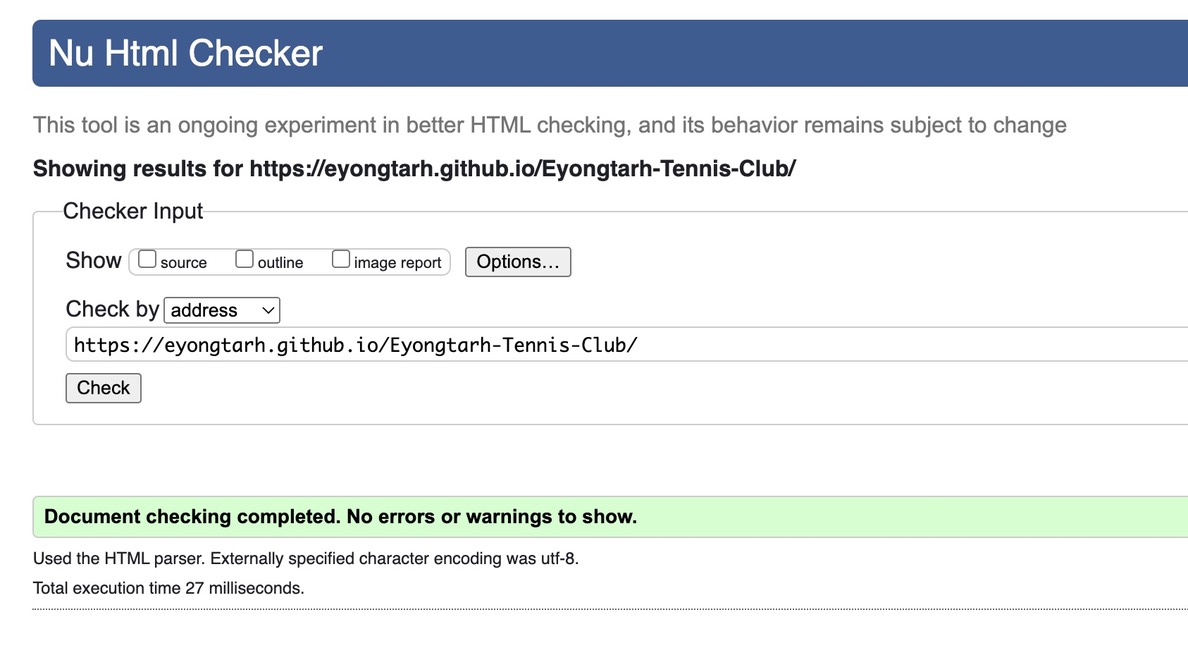 Nu Html Checker
This tool is an ongoing experiment in better HTML checking, and its behavior remains subject to change
Showing results for https://eyongtarh.github.io/Eyongtarh-Tennis-Club/
Checker Input
Show source outline image report Options...
Check by address
https://eyongtarh.github.io/Eyongtarh-Tennis-Club/
Check
Document checking completed. No errors or warnings to show.
Used the HTML parser. Externally specified character encoding was utf-8.
Total execution time 27 milliseconds.